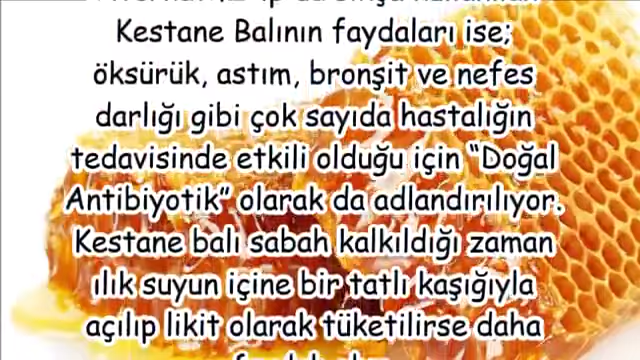 Kestane Balının faydaları ise;
öksürük, astım, bronşit ve nefes
darlığı gibi çok sayıda hastalığın
tedavisinde etkili olduğu için “Doğal
Antibiyotik” olarak da adlandırılıyor.
Kestane balı sabah kalkıldığı zaman
ılık suyun içine bir tatlı kaşığıyla
açılıp likit olarak tüketilirse daha